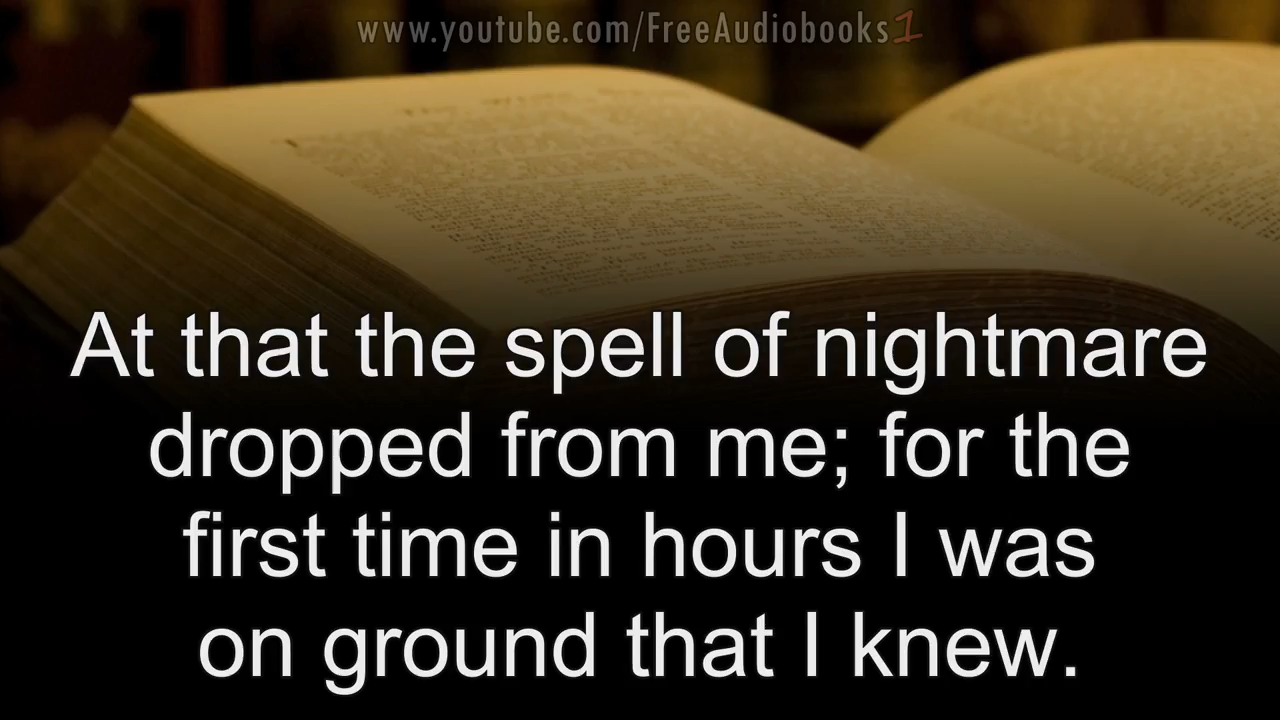 www.youtube.com/FreeAudiobooks1
At that the spell of nightmare
dropped from me; for the
first time in hours I was
on ground that I knew.